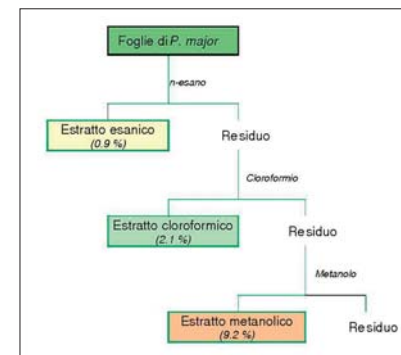 Foglie di P. major
n-esano
Estratto esanico
(0.9 %)
Residuo
Cloroformio
Estratto cloroformico
(2.1 %)
Residuo
Metanolo
Estratto metanolico
(9.2 %)
Residuo